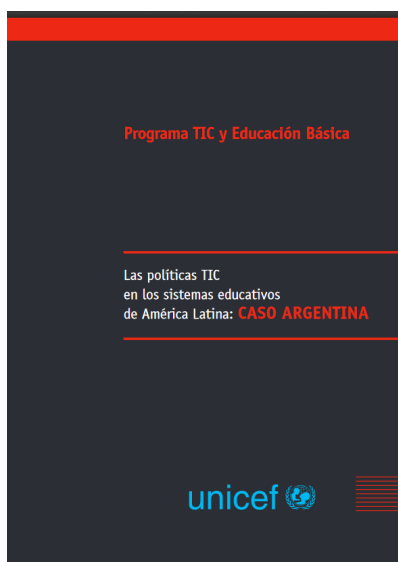 Programa TIC y Educación Básica
Las políticas TIC
en los sistemas educativos
de América Latina: CASO ARGENTINA
unicef